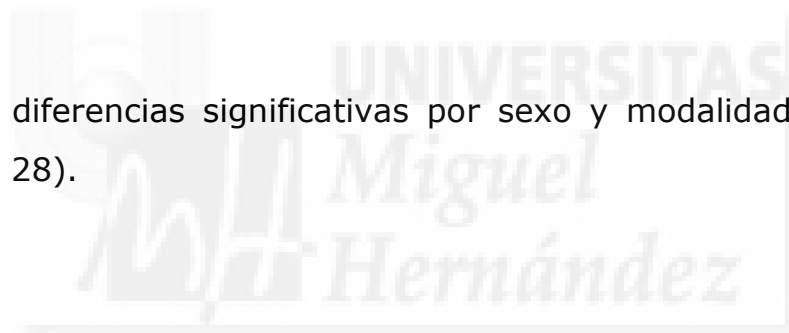 UNIVERSITAS
diferencias significativas por sexo y modalidad
28).
Miguel
Hernández